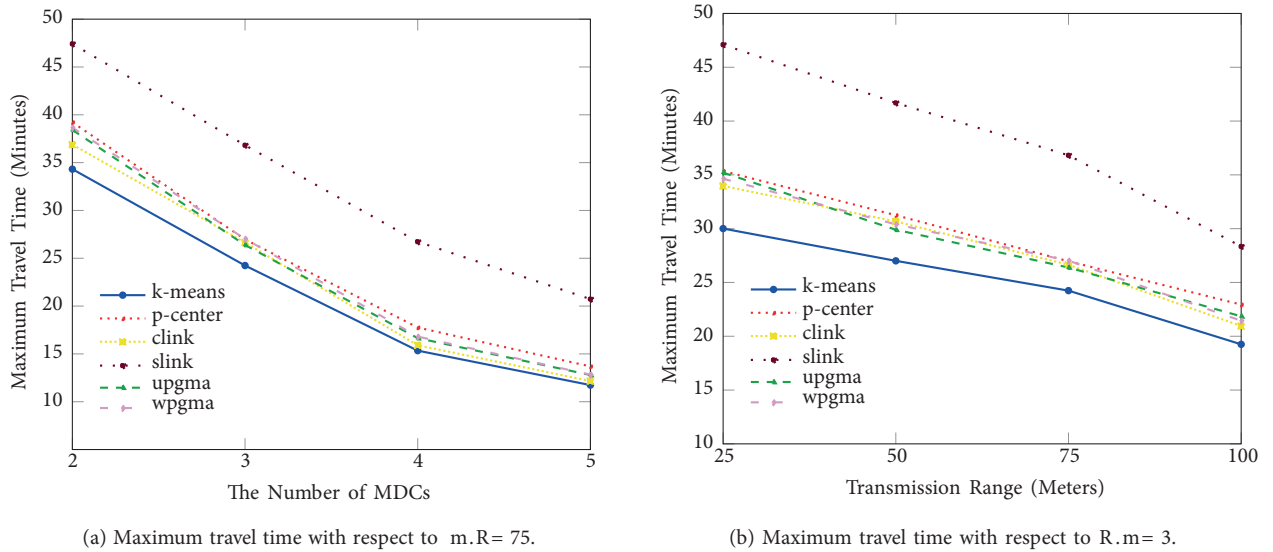 Maximum Travel Time (Minutes)
50
45
40
35
30
25
20
15
10
k-means
p-center
clink
slink
upgma
wpgma
2
3
4
5
The Number of MDCs
(a) Maximum travel time with respect to m.R= 75.
Maximum Travel Time (Minutes)
50
45
40
35
30
25
20
15
10
k-means
p-center
clink
slink
upgma
wpgma
25
50
75
100
Transmission Range (Meters)
(b) Maximum travel time with respect to R.m= 3.